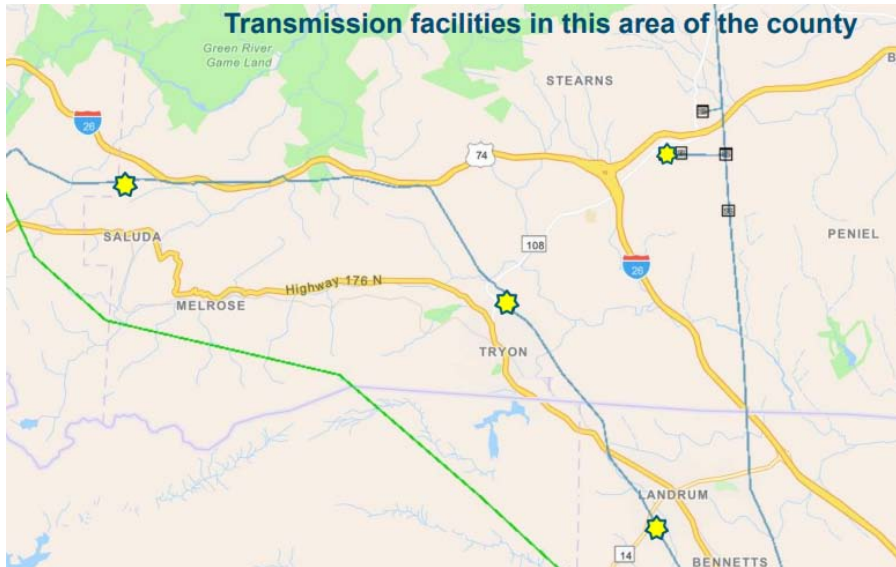 Transmission facilities in this area of the county
Green River
Game Land
STEARNS
B
26
74
108
SALUDA
PENIEL
26
Highway 176 N
MELROSE
TRYON
LANDRUM
14
BENNETTS